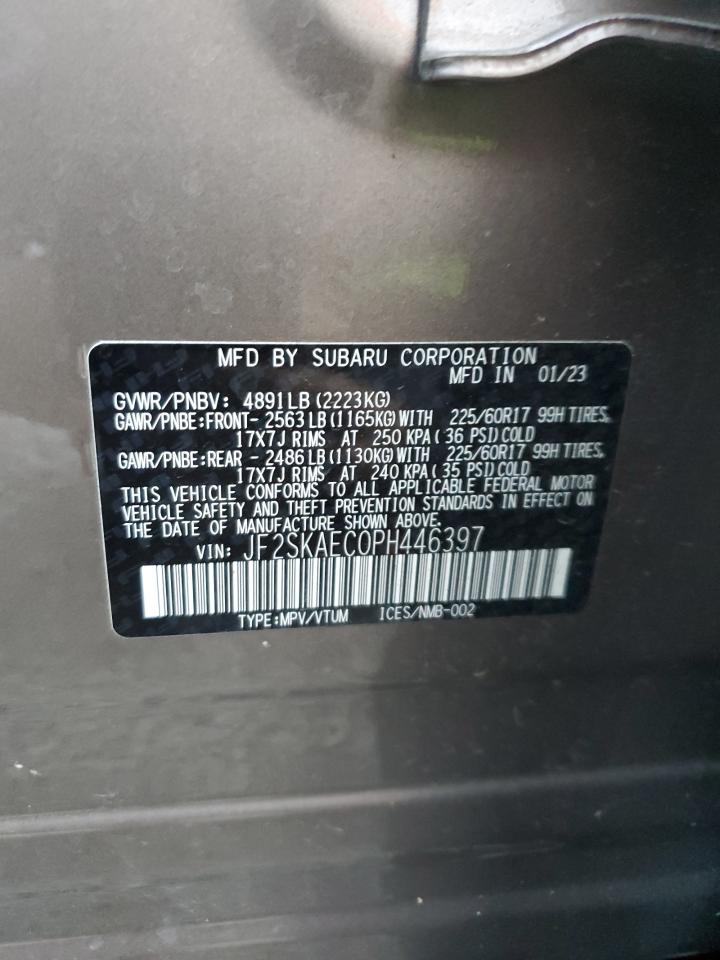 MFD BY SUBARU CORPORATION
MFD IN 01/23
GVWR/PNBV: 4891LB (2223KG)
GAWR/PNBE:FRONT- 2563LB (1165KG)WITH 225/60R17 99H TIRES,
17X7J RIMS AT 250 KPA( 36 PSI)COLD
GAWR/PNBE:REAR - 2486LB (1130KG)WITH 225/60R17 99H TIRES,
17X7J RIMS AT 240 KPA( 35 PSI)COLD
THIS VEHICLE CONFORMS TO ALL APPLICABLE FEDERAL MOTOR
VEHICLE SAFETY AND THEFT PREVENTION STANDARDS IN EFFECT ON
THE DATE OF MANUFACTURE SHOWN ABOVE.
VIN: JF2SKAEC0PH446397
TYPE:MPV/VTUM ICES/NMB-002